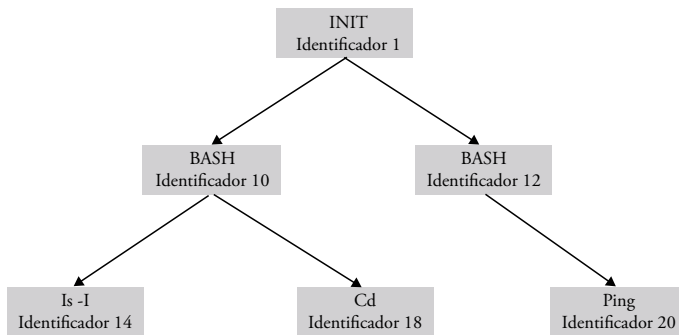 INIT
Identificador 1
BASH
Identificador 10
BASH
Identificador 12
Is -I
Identificador 14
Cd
Identificador 18
Ping
Identificador 20